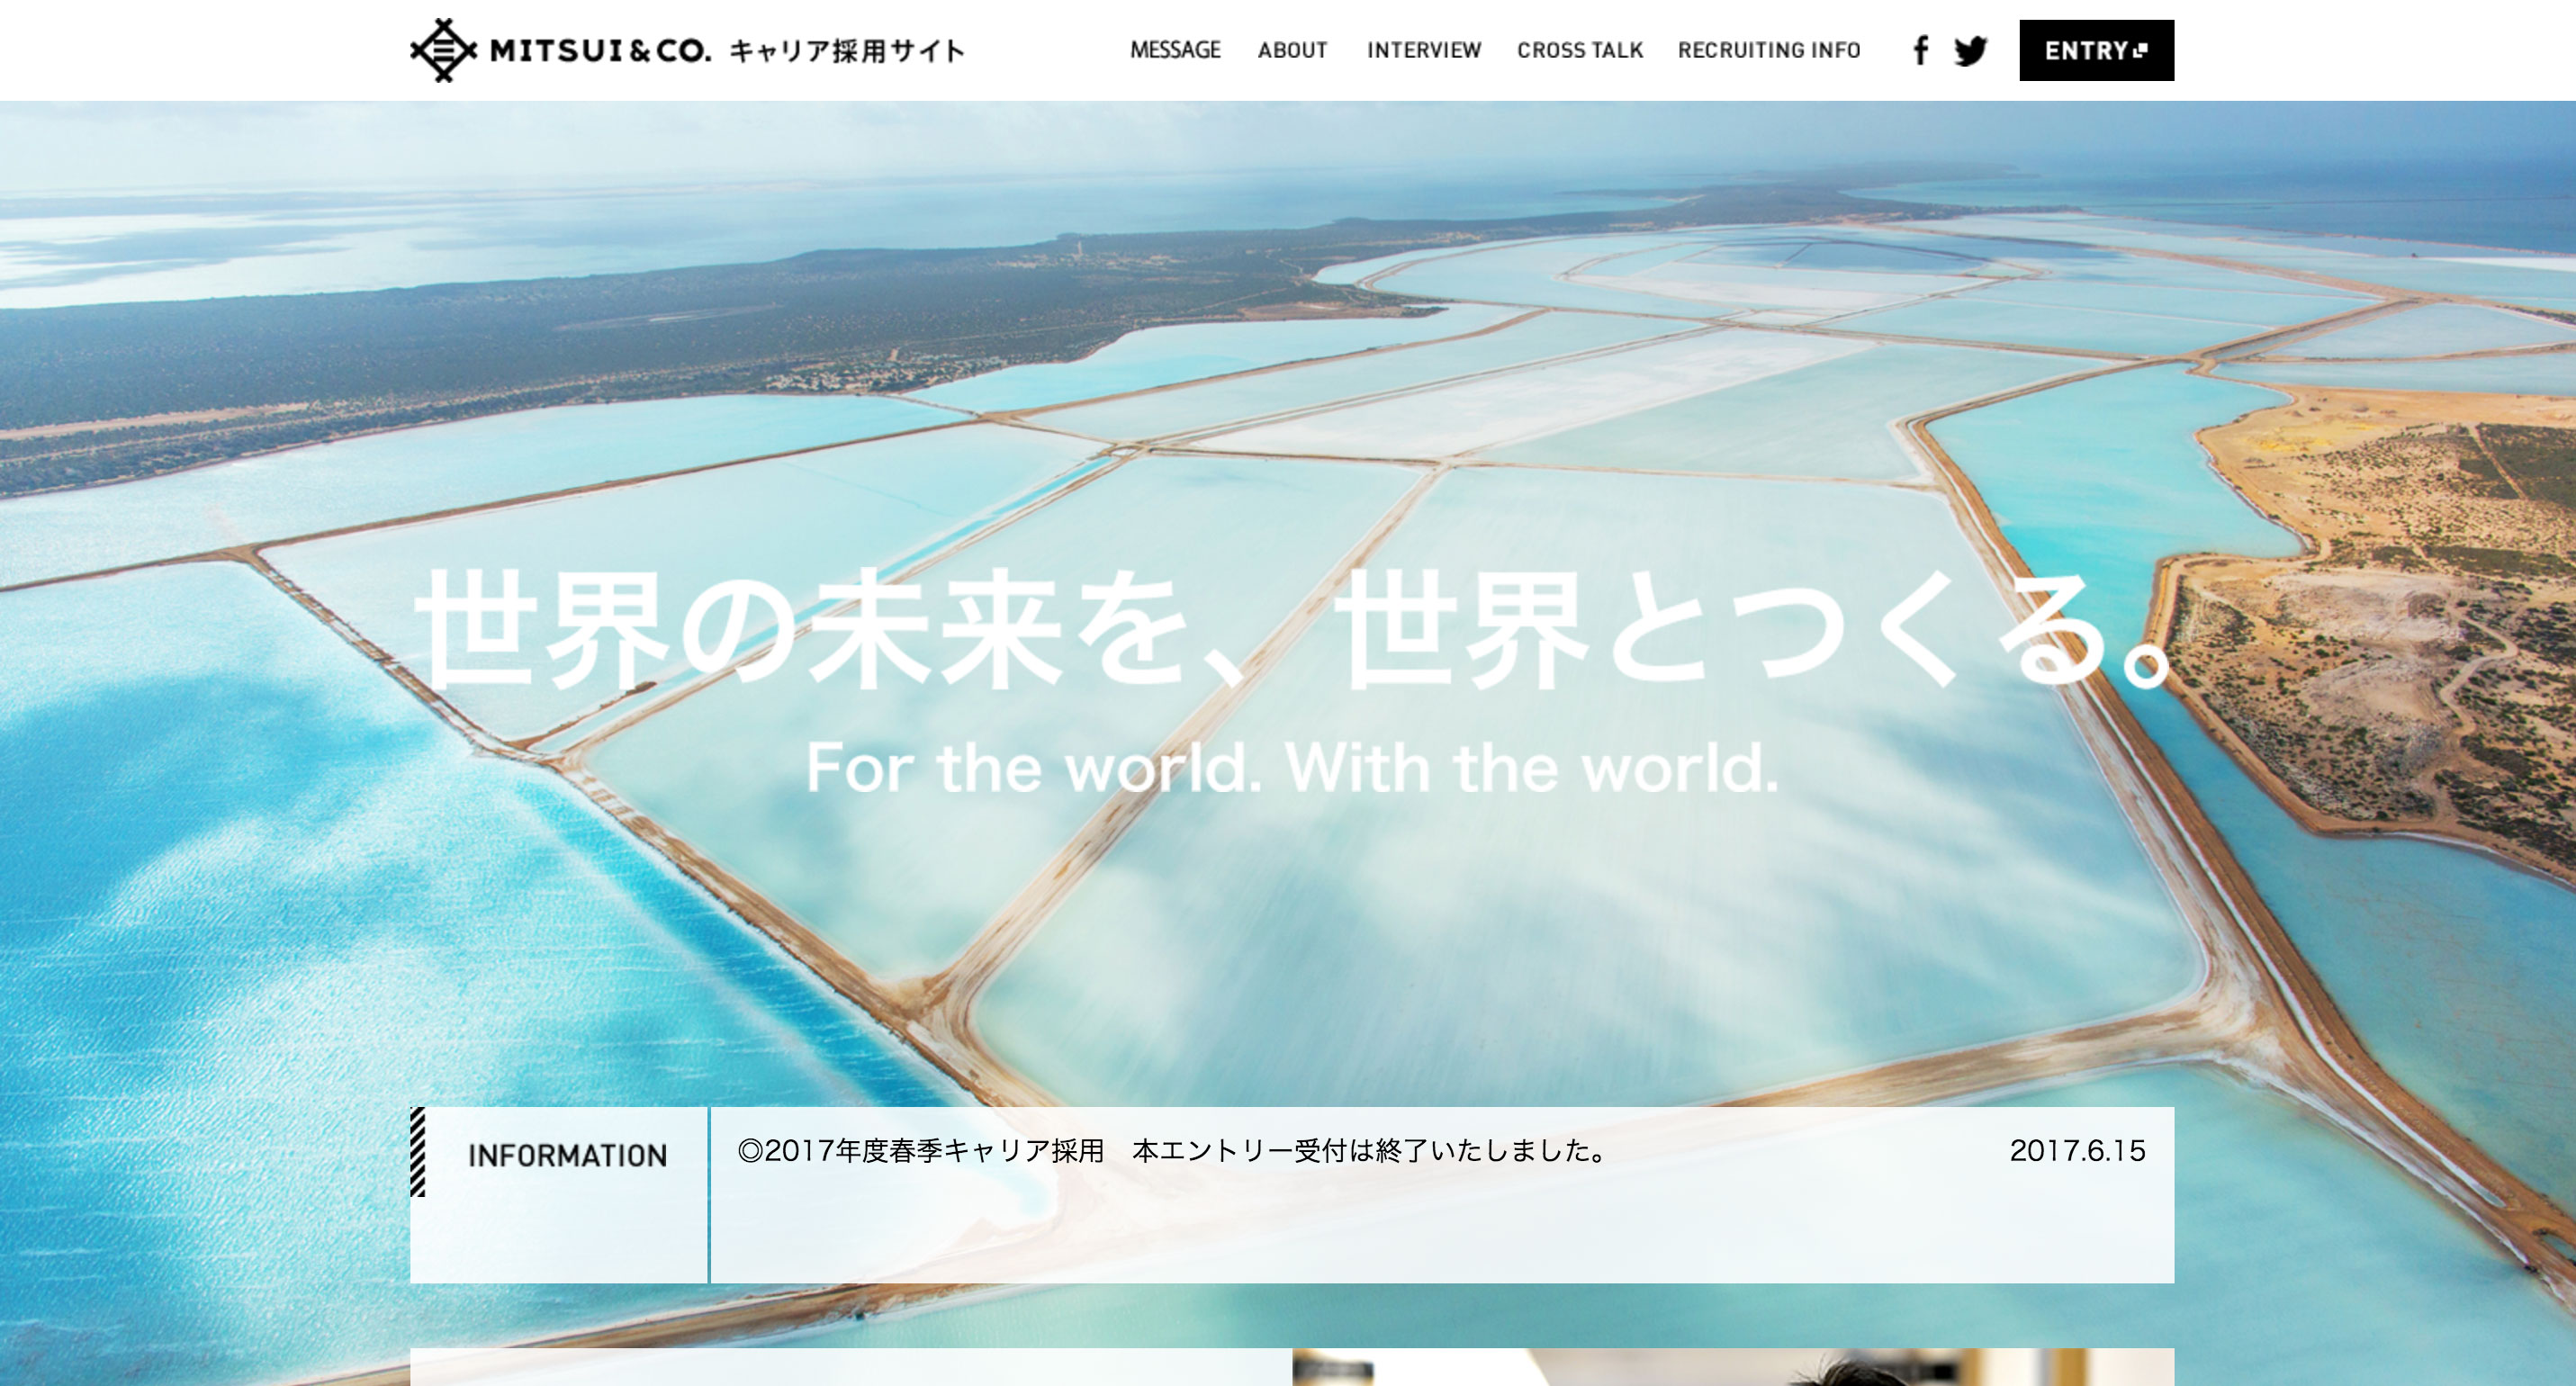 MITSUI&CO. キャリア採用サイト
MESSAGE ABOUT INTERVIEW CROSS TALK RECRUITING INFO f ENTRY
世界の未来を、世界とつくる。
For the world. With the world.
INFORMATION
◎2017年度春季キャリア採用　本エントリー受付は終了いたしました。 2017.6.15